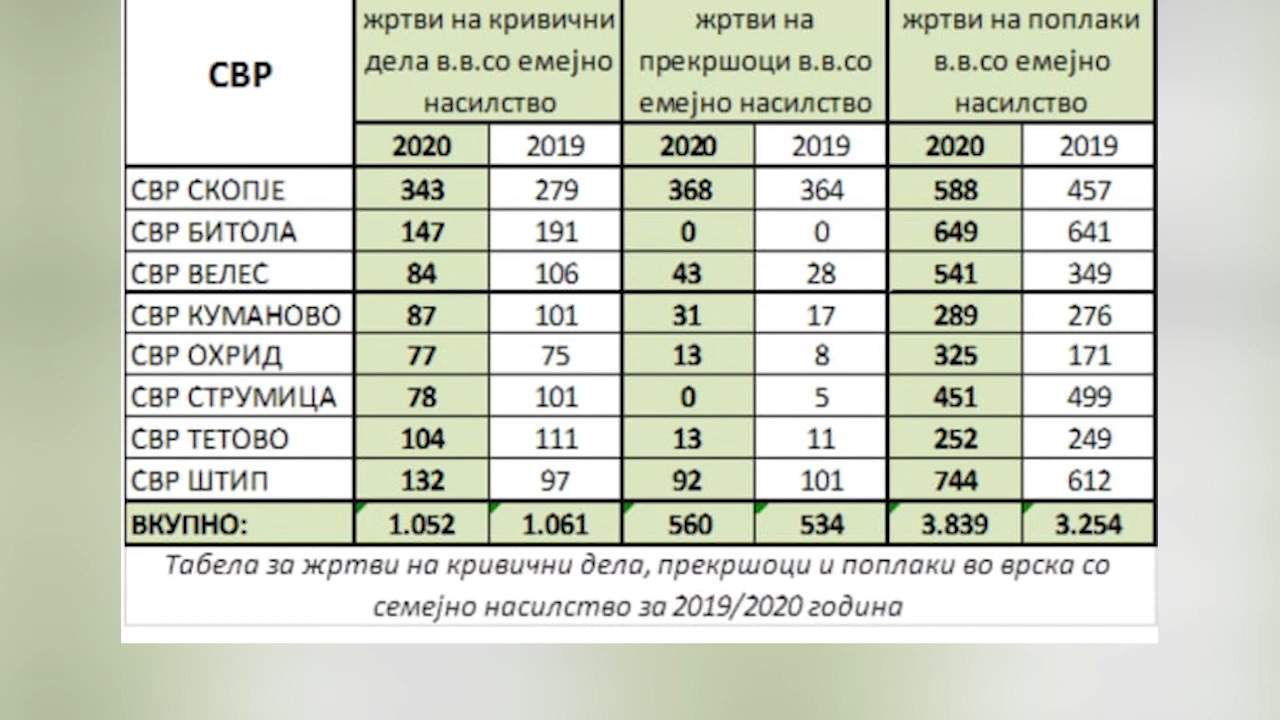 СВР
жртви на кривични
дела в.в.со емејно
насилство
жртви на
прекршоци в.в.со
емејно насилство
жртви на поплаки
в.в.со емејно
насилство
2020 2019 2020 2019 2020 2019
СВР СКОПЈЕ 343 279 368 364 588 457
СВР БИТОЛА 147 191 0 0 649 641
СВР ВЕЛЕС 84 106 43 28 541 349
СВР КУМАНОВО 87 101 31 17 289 276
СВР ОХРИД 77 75 13 8 325 171
СВР СТРУМИЦА 78 101 0 5 451 499
СВР ТЕТОВО 104 111 13 11 252 249
СВР ШТИП 132 97 92 101 744 612
ВКУПНО: 1.052 1.061 560 534 3.839 3.254
Табела за жртви на кривични дела, прекршоци и поплаки во врска со
семејно насилство за 2019/2020 година